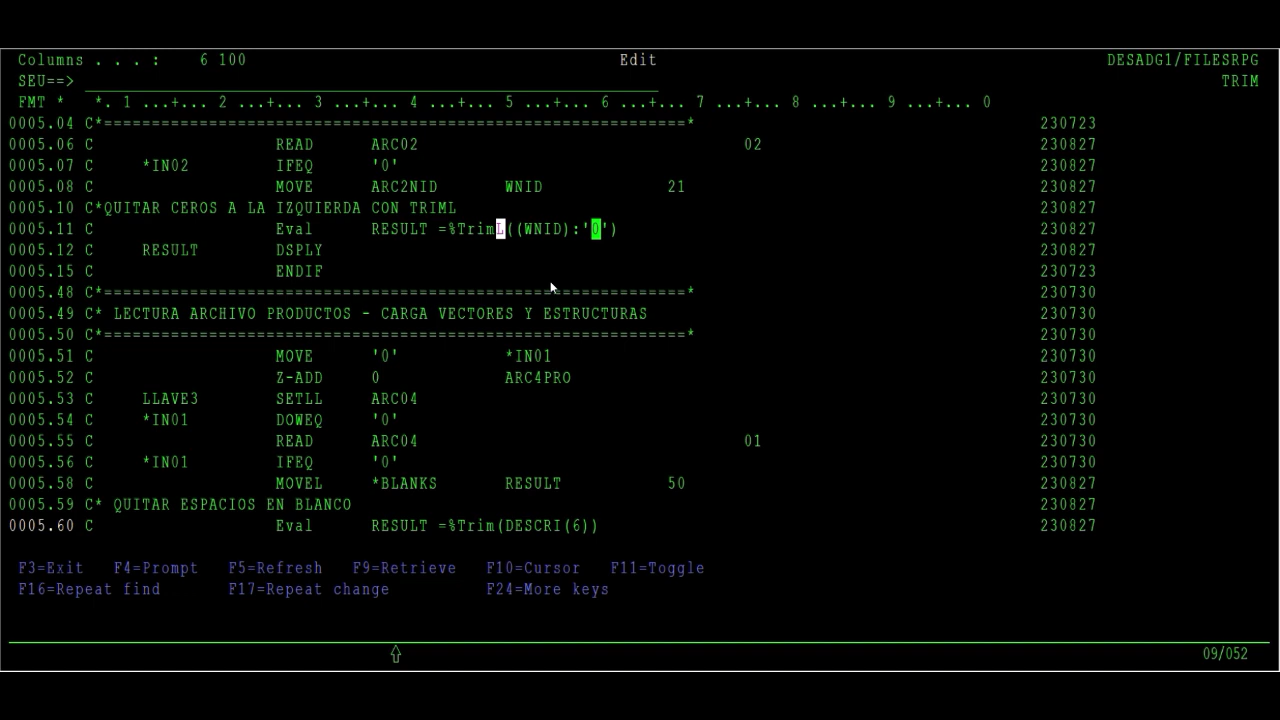 Columns . . . :    6 100                    Edit                    DESADG1/FILESRPG
SEU==>                    TRIM
FMT *  *. 1 ...+... 2 ...+... 3 ...+... 4 ...+... 5 ...+... 6 ...+... 7 ...+... 8 ...+... 9 ...+... 0
0005.04 C*=============================================================*                    230723
0005.06 C                   READ      ARC02                                  02                    230827
0005.07 C     *IN02         IFEQ      '0'                    230827
0005.08 C                   MOVE      ARC2NID       WNID             21                    230827
0005.10 C*QUITAR CEROS A LA IZQUIERDA CON TRIML                    230827
0005.11 C                   Eval      RESULT =%TrimL((WNID):'0')                    230827
0005.12 C     RESULT        DSPLY                    230827
0005.15 C                   ENDIF                    230723
0005.48 C*=============================================================*                    230730
0005.49 C* LECTURA ARCHIVO PRODUCTOS - CARGA VECTORES Y ESTRUCTURAS                    230730
0005.50 C*=============================================================*                    230730
0005.51 C                   MOVE      '0'           *IN01                    230730
0005.52 C                   Z-ADD     0             ARC4PRO                    230730
0005.53 C     LLAVE3        SETLL     ARC04                    230730
0005.54 C     *IN01         DOWEQ     '0'                    230730
0005.55 C                   READ      ARC04                                  01                    230730
0005.56 C     *IN01         IFEQ      '0'                    230730
0005.58 C                   MOVEL     *BLANKS       RESULT           50                    230827
0005.59 C* QUITAR ESPACIOS EN BLANCO                    230827
0005.60 C                   Eval      RESULT =%Trim(DESCRI(6))                    230827
F3=Exit   F4=Prompt   F5=Refresh   F9=Retrieve   F10=Cursor   F11=Toggle
F16=Repeat find       F17=Repeat change          F24=More keys
09/052